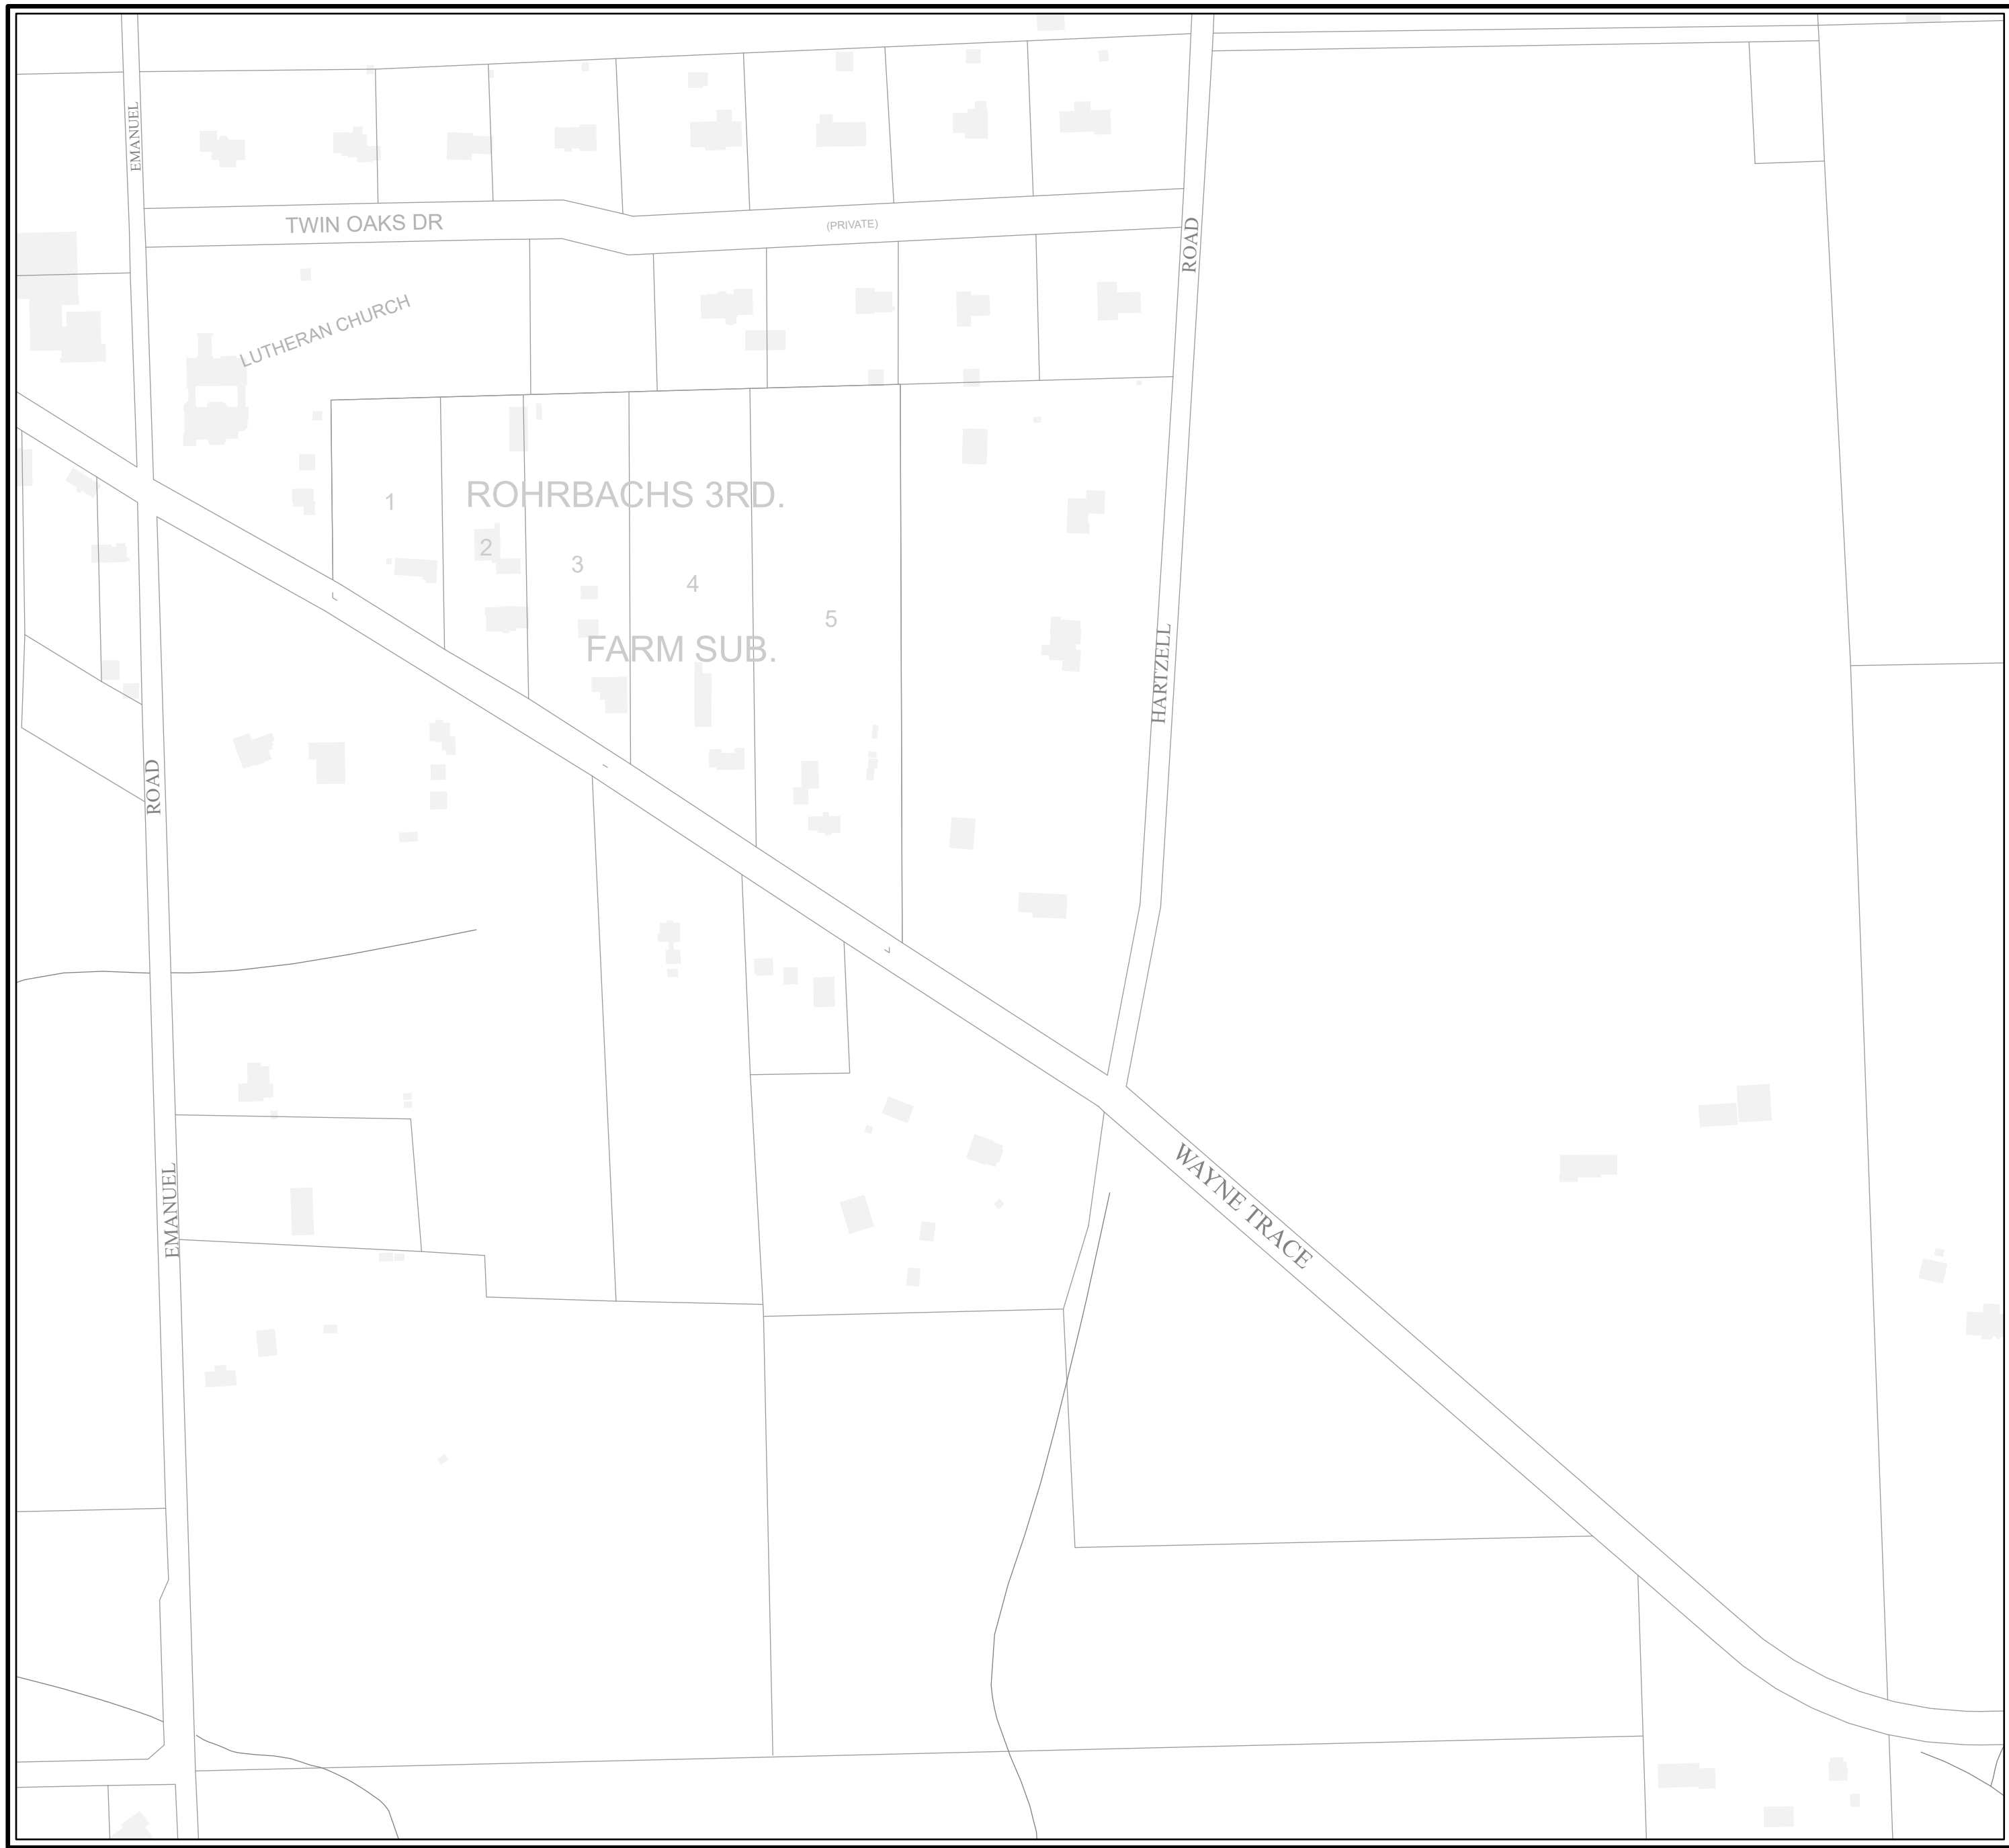 EMANUEL
TWIN OAKS DR
(PRIVATE)
ROAD
LUTHERAN CHURCH
1
ROHRBACHS 3RD.
2
3
4
5
FARM SUB.
HARTZELL
ROAD
EMANUEL
WAYNE TRACE